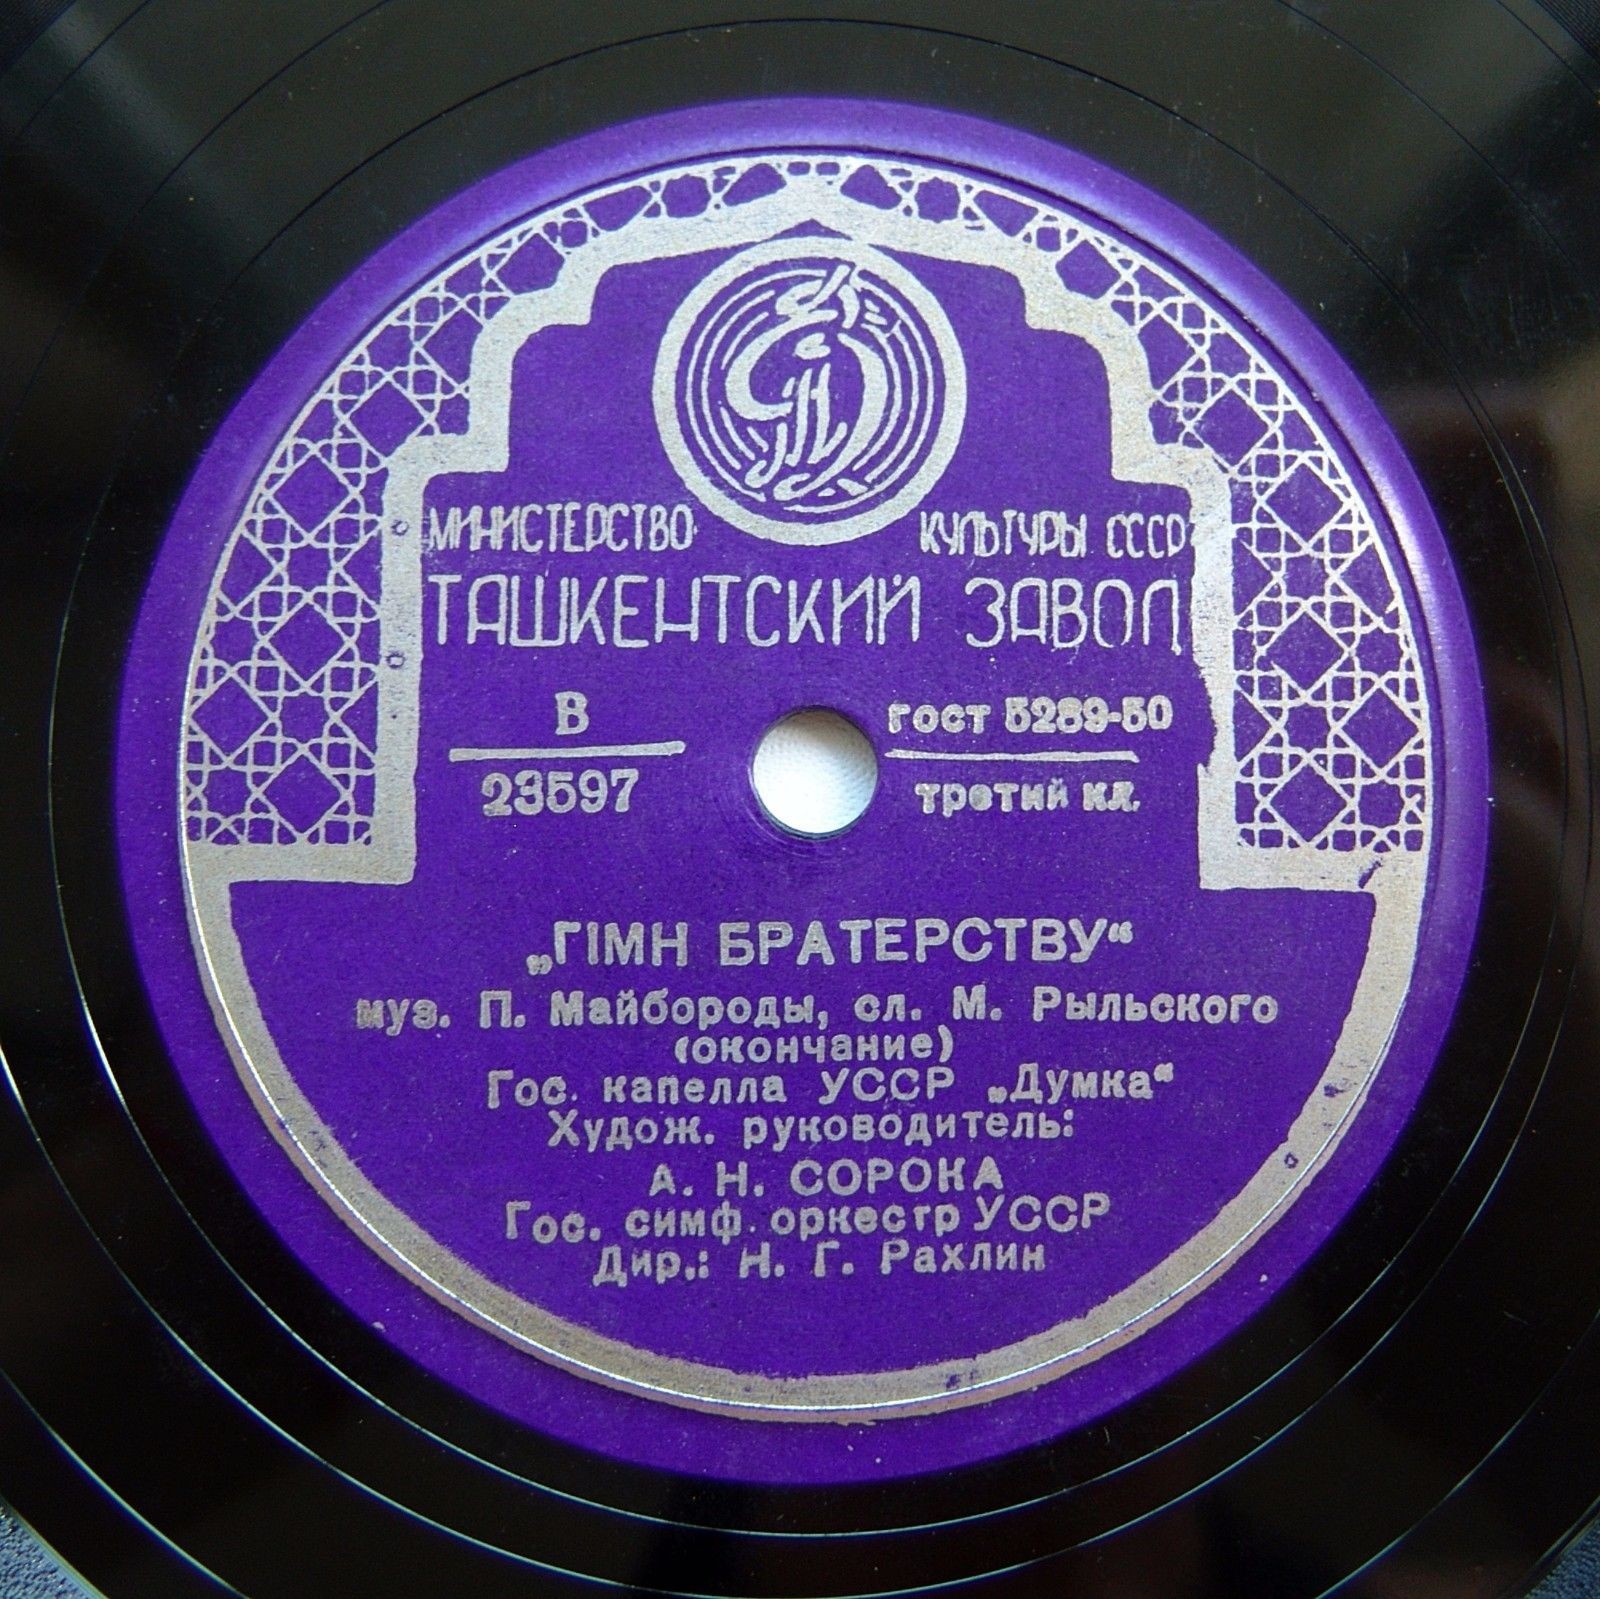 МИНИСТЕРСТВО КУЛЬТУРЫ СССР
ТАШКЕНТСКИЙ ЗАВОД
В
23597
ГОСТ 5289-50
третий кл.
„ГІМН БРАТЕРСТВУ“
муз. П. Майбороды, сл. М. Рыльского
(окончание)
Гос. капелла УССР „Думка“
Худож. руководитель:
А. Н. СОРОКА
Гос. симф. оркестр УССР
Дир.: Н. Г. Рахлин